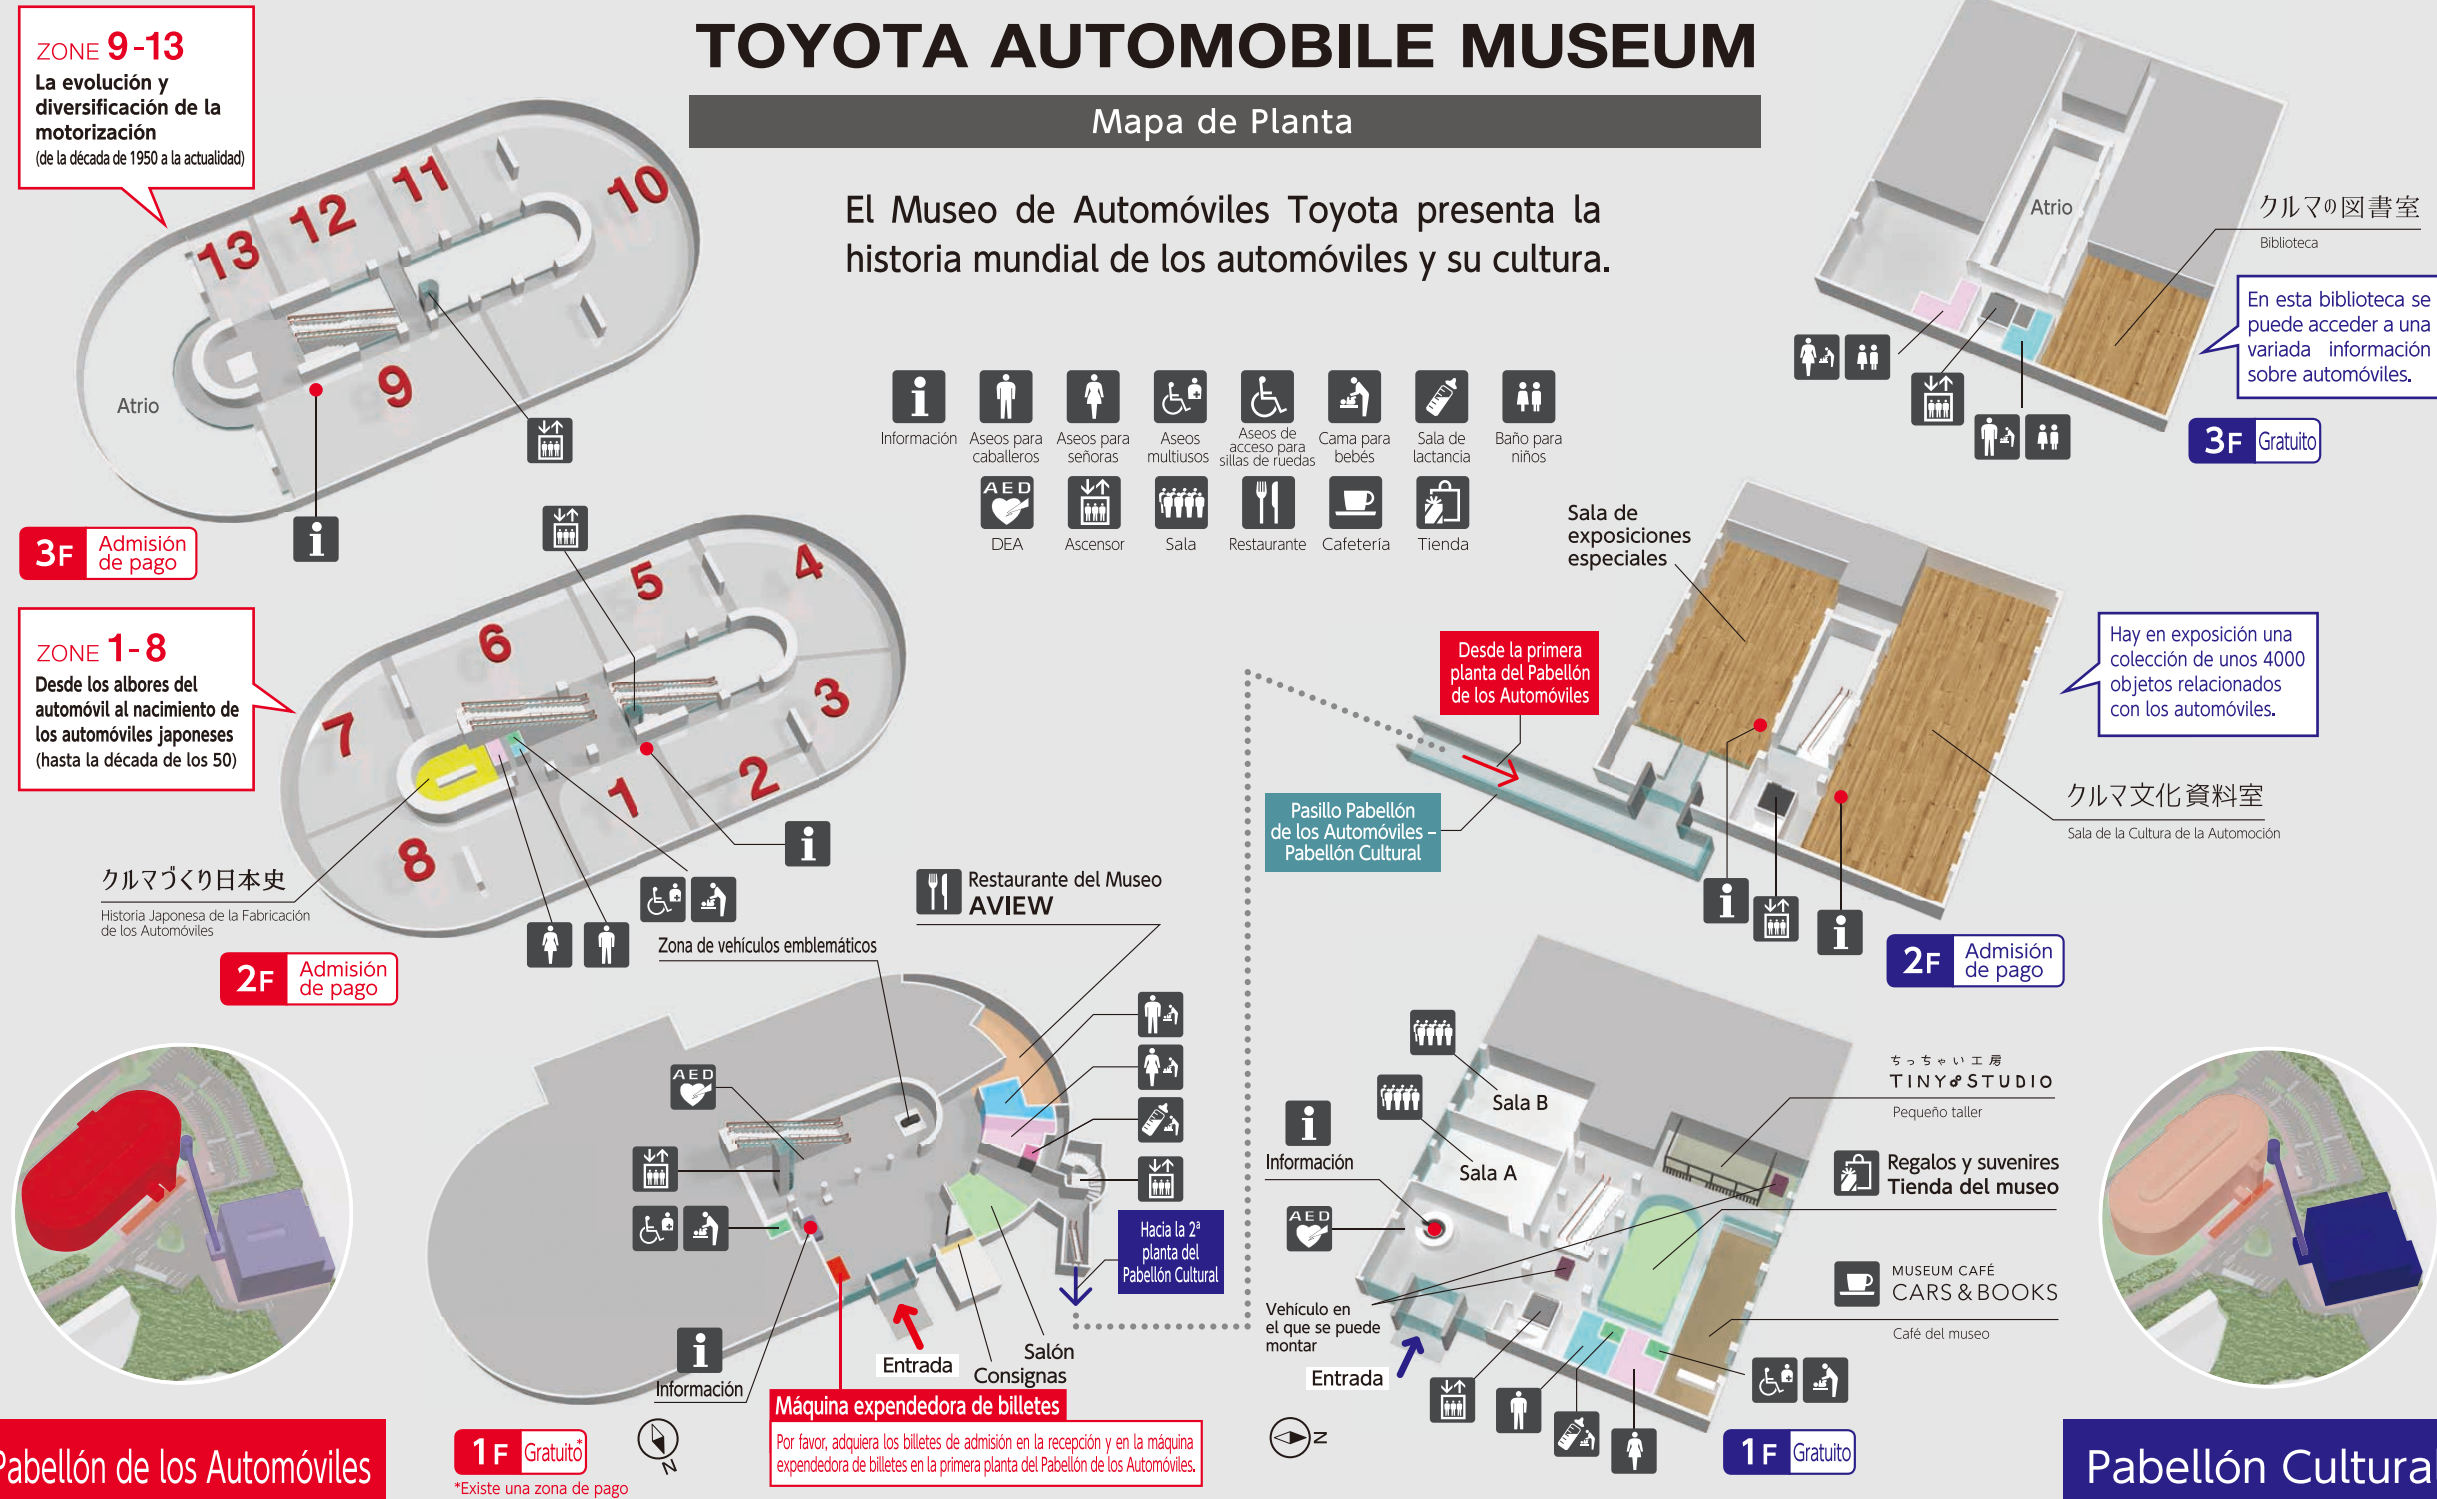 TOYOTA AUTOMOBILE MUSEUM
Mapa de Planta
El Museo de Automóviles Toyota presenta la
historia mundial de los automóviles y su cultura.
Información
Aseos para
caballeros
Aseos para
señoras
Aseos
multiusos
Aseos de
acceso para
sillas de ruedas
Cama para
bebés
Sala de
lactancia
Baño para
niños
AED
DEA
Ascensor
Sala
Restaurante
Cafetería
Tienda
ZONE 9-13
La evolución y
diversificación de la
motorización
(de la década de 1950 a la actualidad)
13
12
11
10
9
Atrio
3F Admisión
de pago
ZONE 1-8
Desde los albores del
automóvil al nacimiento de
los automóviles japoneses
(hasta la década de los 50)
5
4
6
3
7
2
1
8
クルマづくり日本史
Historia Japonesa de la Fabricación
de los Automóviles
2F Admisión
de pago
Restaurante del Museo
AVIEW
Zona de vehículos emblemáticos
AED
Hacia la 2ª
planta del
Pabellón Cultural
Información
Entrada
Salón
Consignas
Máquina expendedora de billetes
Por favor, adquiera los billetes de admisión en la recepción y en la máquina
expendedora de billetes en la primera planta del Pabellón de los Automóviles.
1F Gratuito*
*Existe una zona de pago
N
Pabellón de los Automóviles
Atrio
クルマの図書室
Biblioteca
En esta biblioteca se
puede acceder a una
variada información
sobre automóviles.
3F Gratuito
Sala de
exposiciones
especiales
Desde la primera
planta del Pabellón
de los Automóviles
Pasillo Pabellón
de los Automóviles –
Pabellón Cultural
Hay en exposición una
colección de unos 4000
objetos relacionados
con los automóviles.
クルマ文化資料室
Sala de la Cultura de la Automoción
2F Admisión
de pago
Sala B
Sala A
Información
AED
Vehículo en
el que se puede
montar
Entrada
ちっちゃい工房
TINY STUDIO
Pequeño taller
Regalos y suvenires
Tienda del museo
MUSEUM CAFÉ
CARS & BOOKS
Café del museo
N
1F Gratuito
Pabellón Cultural